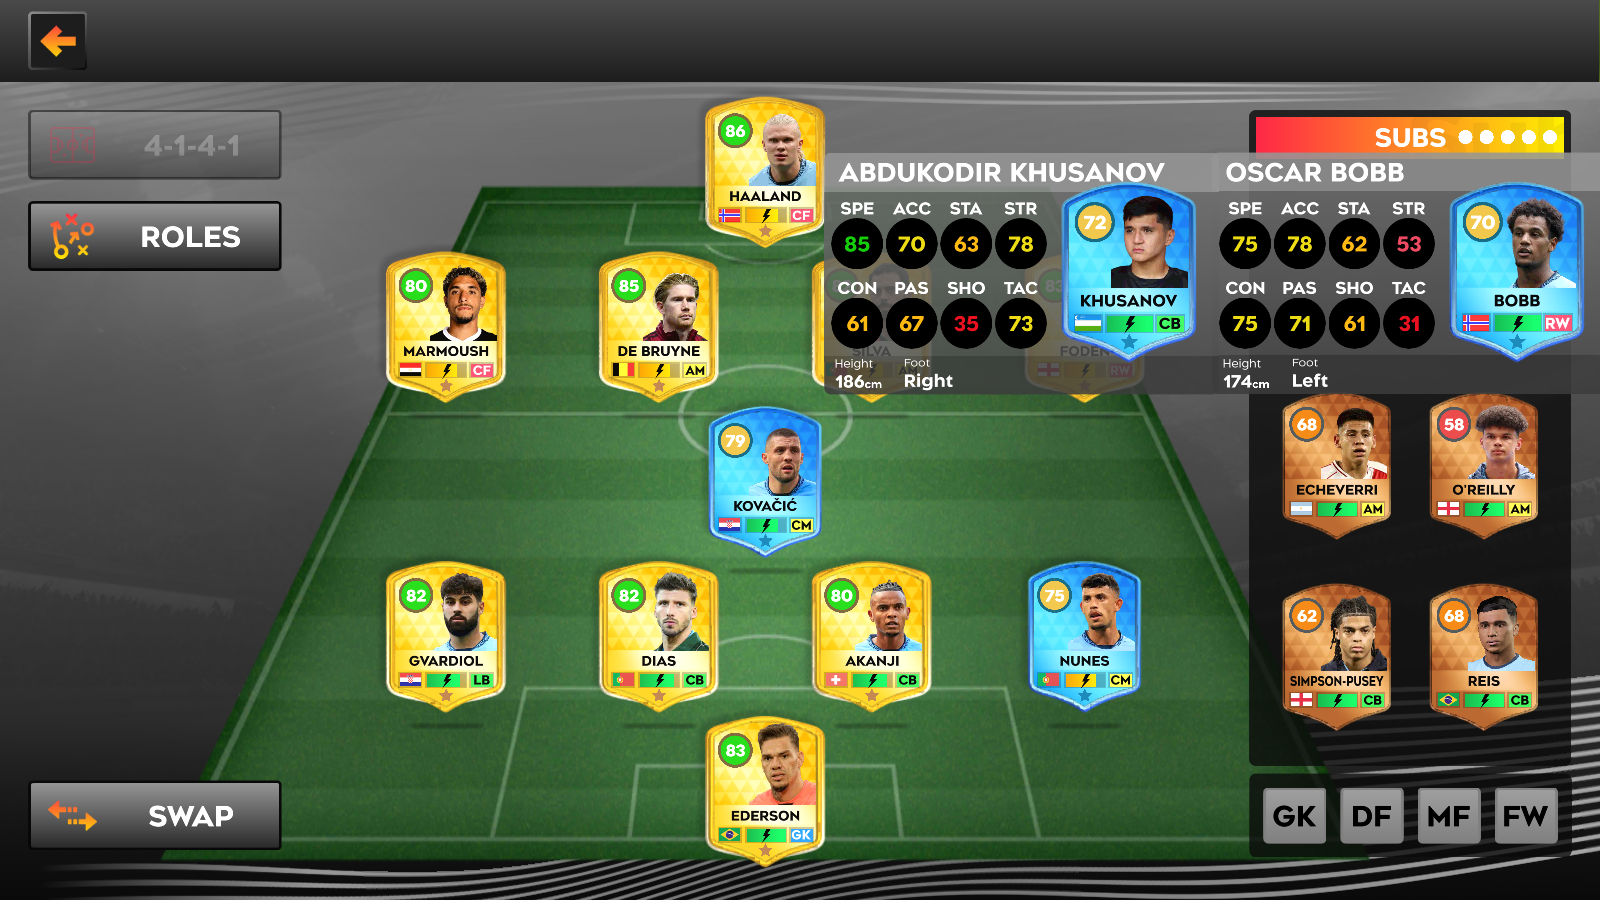 4-1-4-1
ROLES
SWAP
86
HAALAND
CF
80
MARMOUSH
CF
85
DE BRUYNE
AM
SILVA
83
FODEN
RW
79
KOVAČIĆ
CM
82
GVARDIOL
LB
82
DIAS
CB
80
AKANJI
CB
75
NUNES
CM
83
EDERSON
GK
SUBS
ABDUKODIR KHUSANOV
SPE ACC STA STR
85 70 63 78
CON PAS SHO TAC
61 67 35 73
Height Foot
186cm Right
72
KHUSANOV
CB
OSCAR BOBB
SPE ACC STA STR
75 78 62 53
CON PAS SHO TAC
75 71 61 31
Height Foot
174cm Left
70
BOBB
RW
68
ECHEVERRI
AM
58
O'REILLY
AM
62
SIMPSON-PUSEY
CB
68
REIS
CB
GK DF MF FW